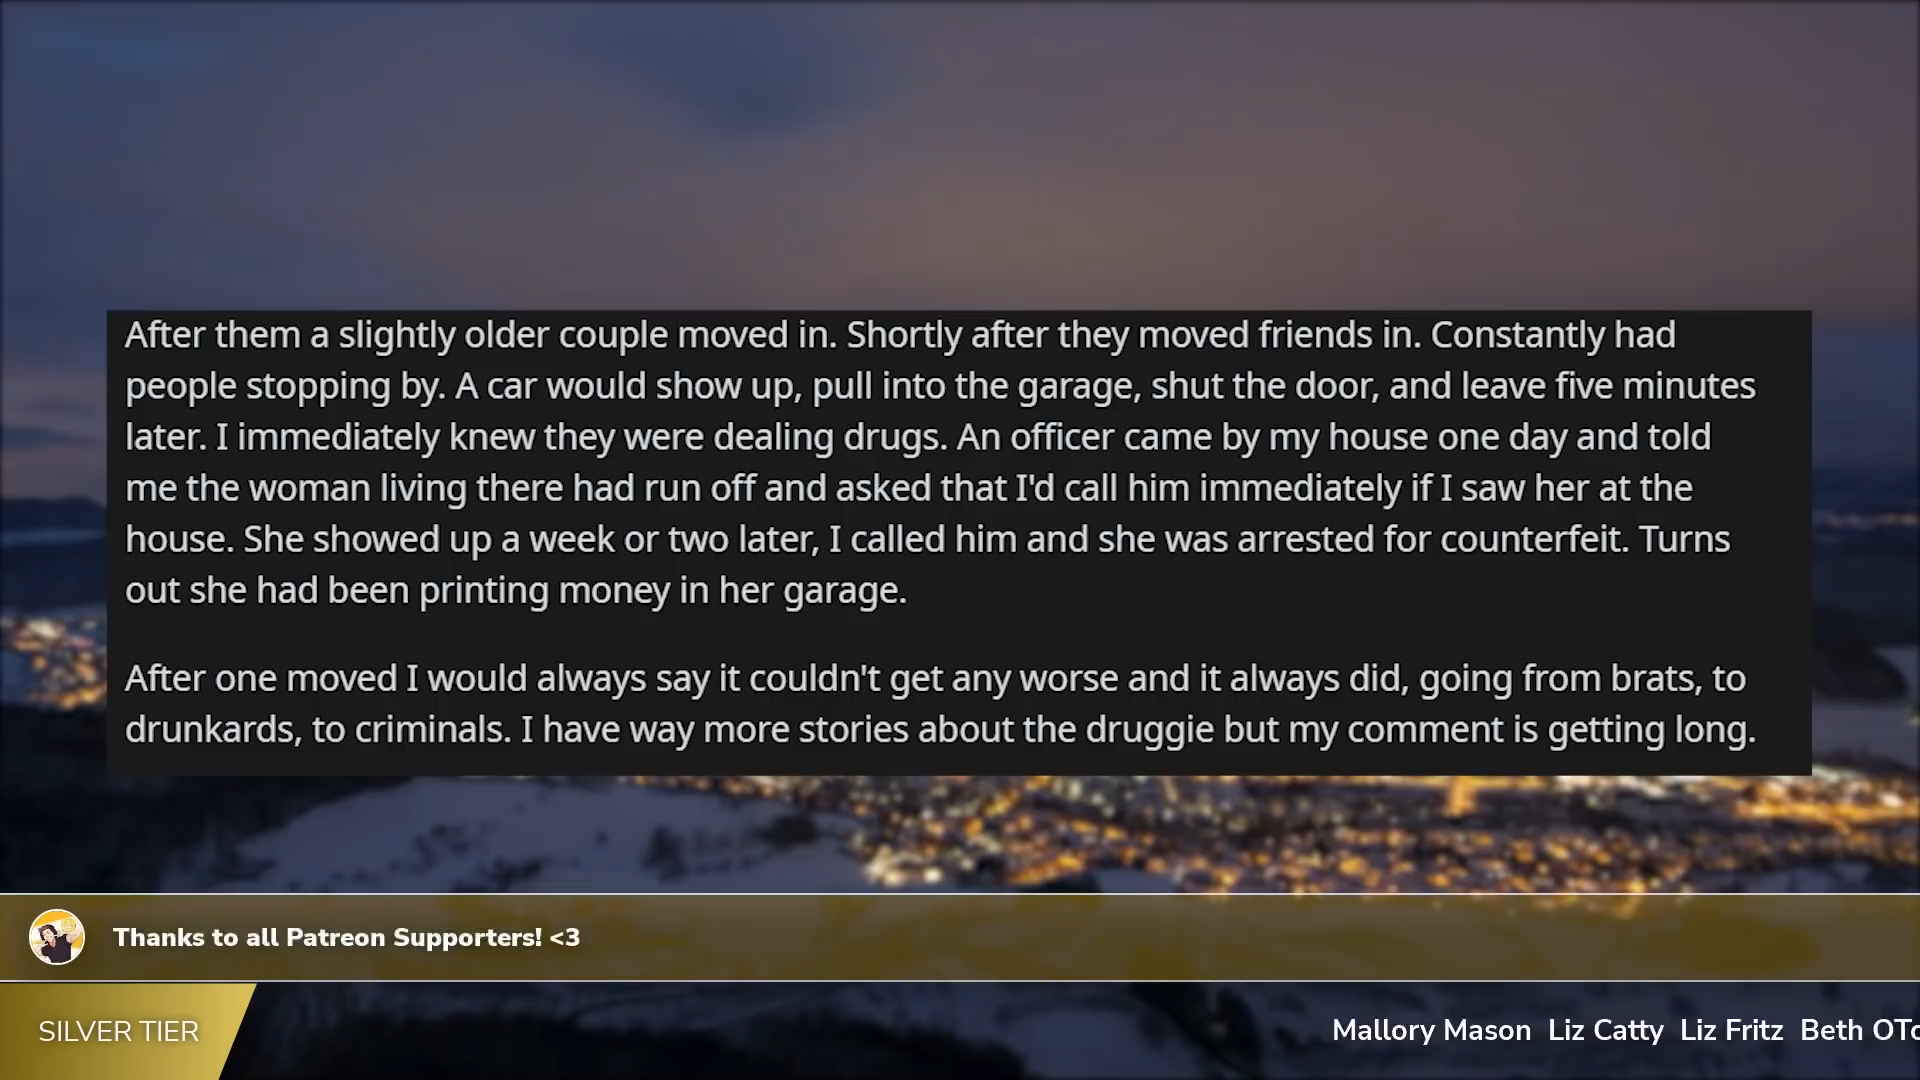 After them a slightly older couple moved in. Shortly after they moved friends in. Constantly had
people stopping by. A car would show up, pull into the garage, shut the door, and leave five minutes
later. I immediately knew they were dealing drugs. An officer came by my house one day and told
me the woman living there had run off and asked that I'd call him immediately if I saw her at the
house. She showed up a week or two later, I called him and she was arrested for counterfeit. Turns
out she had been printing money in her garage.
After one moved I would always say it couldn't get any worse and it always did, going from brats, to
drunkards, to criminals. I have way more stories about the druggie but my comment is getting long.
Thanks to all Patreon Supporters! <3
SILVER TIER
Mallory Mason Liz Catty Liz Fritz Beth